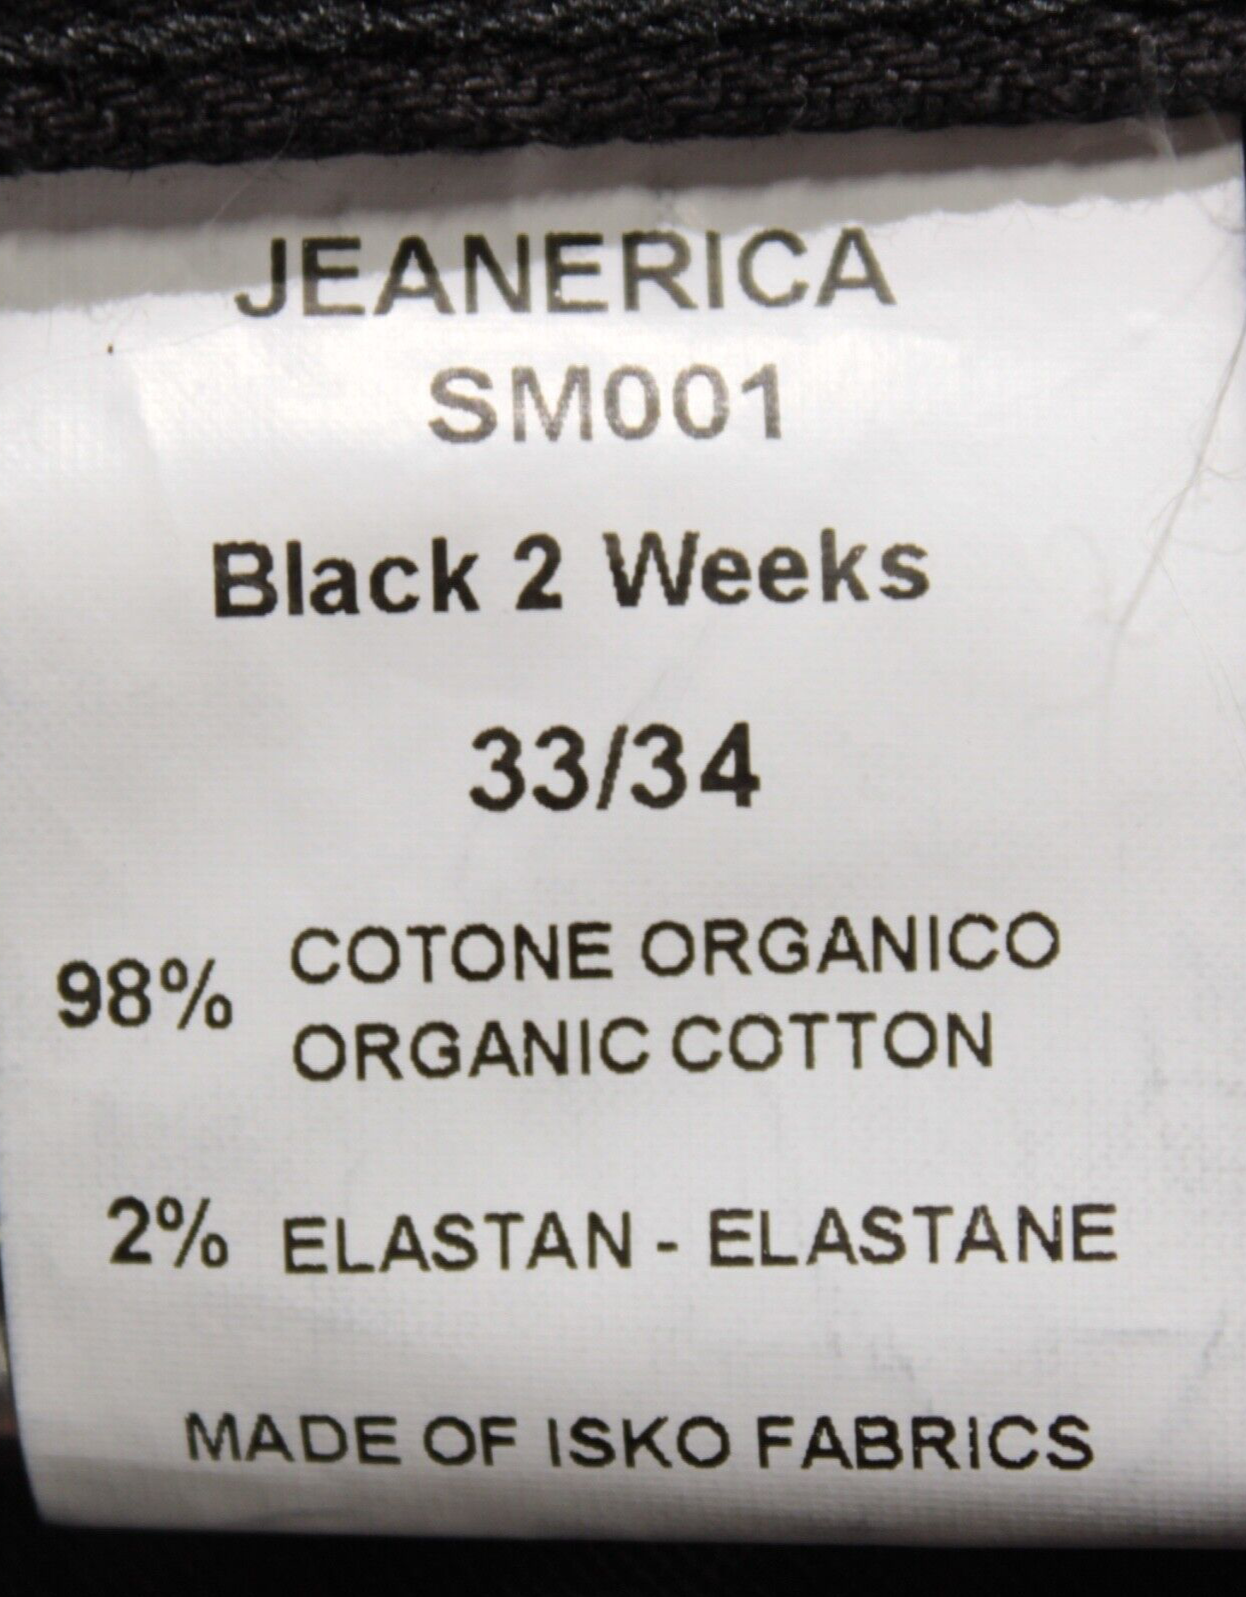 JEANERICA
SM001
Black 2 Weeks
33/34
98% COTONE ORGANICO
ORGANIC COTTON
2% ELASTAN - ELASTANE
MADE OF ISKO FABRICS